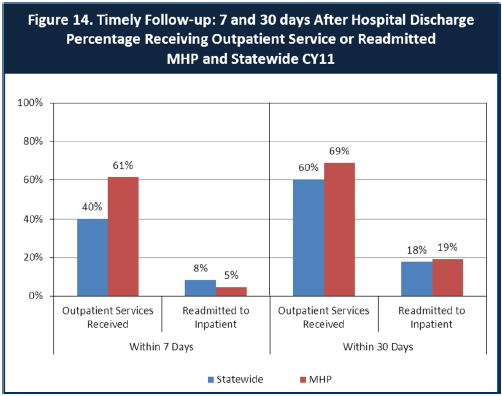 Figure 14. Timely Follow-up: 7 and 30 days After Hospital Discharge
Percentage Receiving Outpatient Service or Readmitted
MHP and Statewide CY11
100%
80%
60%
40%
20%
0%
40%
61%
8%
5%
60%
69%
18%
19%
Outpatient Services
Received
Readmitted to
Inpatient
Outpatient Services
Received
Readmitted to
Inpatient
Within 7 Days
Within 30 Days
Statewide
MHP